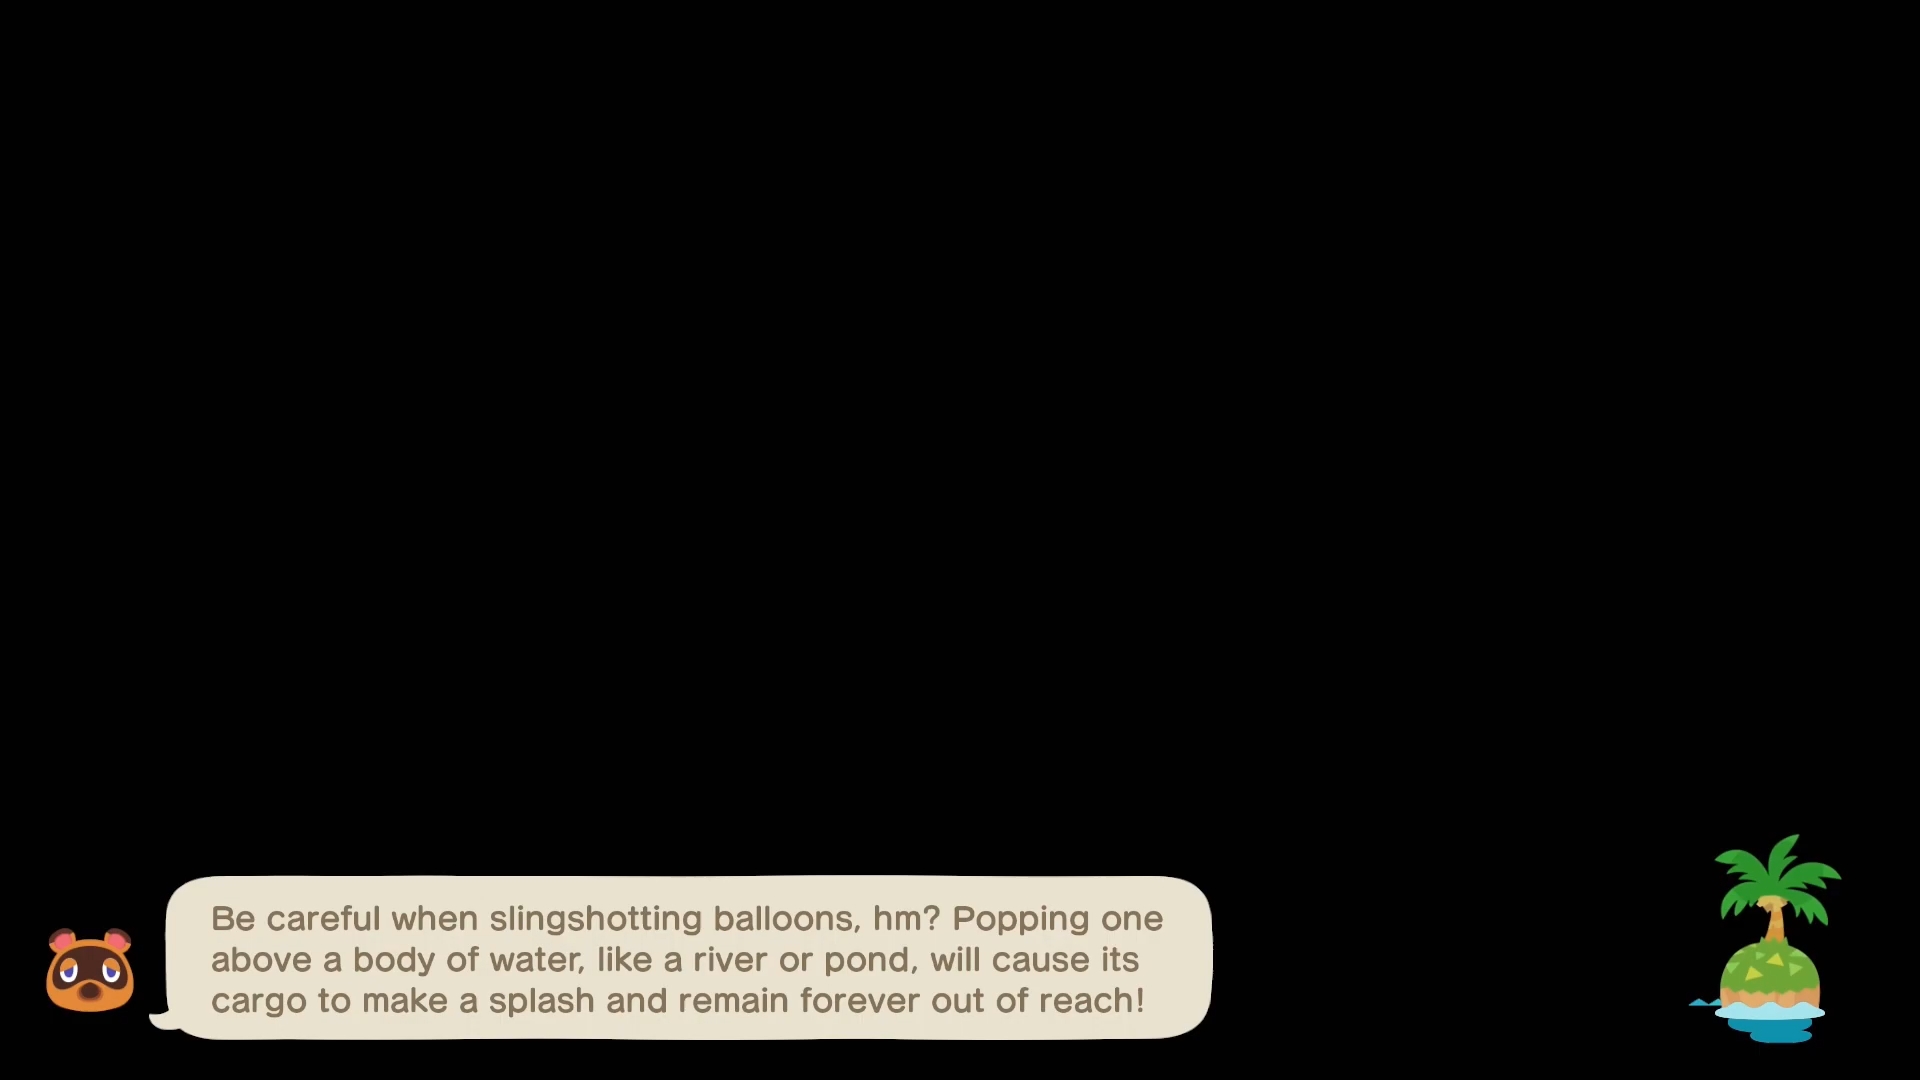 Be careful when slingshotting balloons, hm? Popping one
above a body of water, like a river or pond, will cause its
cargo to make a splash and remain forever out of reach!